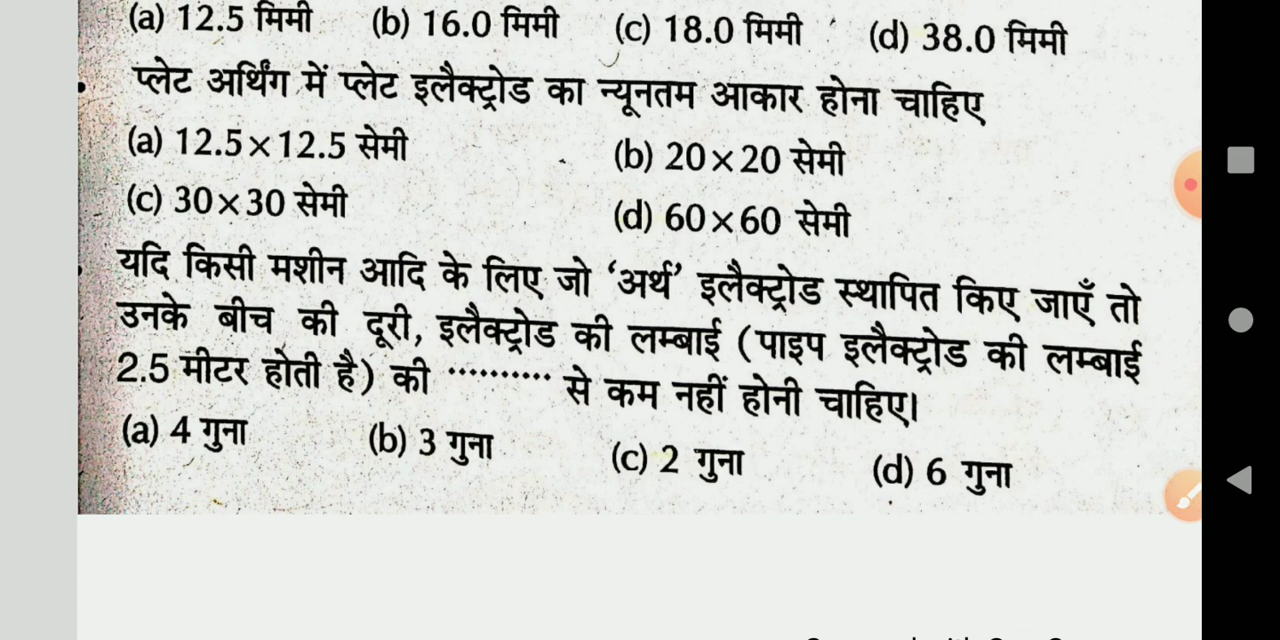 (a) 12.5 मिमी (b) 16.0 मिमी (c) 18.0 मिमी (d) 38.0 मिमी
प्लेट अर्थिंग में प्लेट इलैक्ट्रोड का न्यूनतम आकार होना चाहिए
(a) 12.5×12.5 सेमी (b) 20×20 सेमी
(c) 30×30 सेमी (d) 60×60 सेमी
यदि किसी मशीन आदि के लिए जो ‘अर्थ’ इलैक्ट्रोड स्थापित किए जाएँ तो
उनके बीच की दूरी, इलैक्ट्रोड की लम्बाई (पाइप इलैक्ट्रोड की लम्बाई
2.5 मीटर होती है) की .......... से कम नहीं होनी चाहिए।
(a) 4 गुना (b) 3 गुना (c) 2 गुना (d) 6 गुना